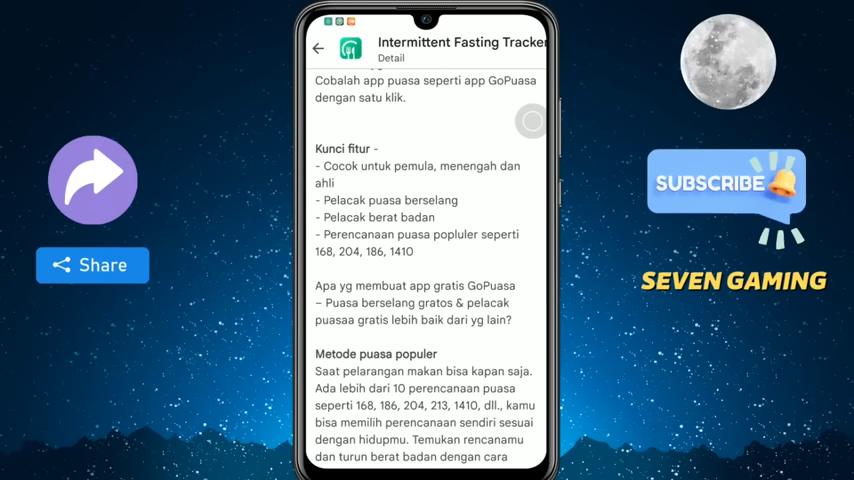 Intermittent Fasting Tracker
Detail
Cobalah app puasa seperti app GoPuasa
dengan satu klik.
Kunci fitur -
- Cocok untuk pemula, menengah dan
ahli
- Pelacak puasa berselang
- Pelacak berat badan
- Perencanaan puasa popluler seperti
168, 204, 186, 1410
Apa yg membuat app gratis GoPuasa
– Puasa berselang gratos & pelacak
puasaa gratis lebih baik dari yg lain?
Metode puasa populer
Saat pelarangan makan bisa kapan saja.
Ada lebih dari 10 perencanaan puasa
seperti 168, 186, 204, 213, 1410, dll., kamu
bisa memilih perencanaan sendiri sesuai
dengan hidupmu. Temukan rencanamu
dan turun berat badan dengan cara
Share
SUBSCRIBE
SEVEN GAMING